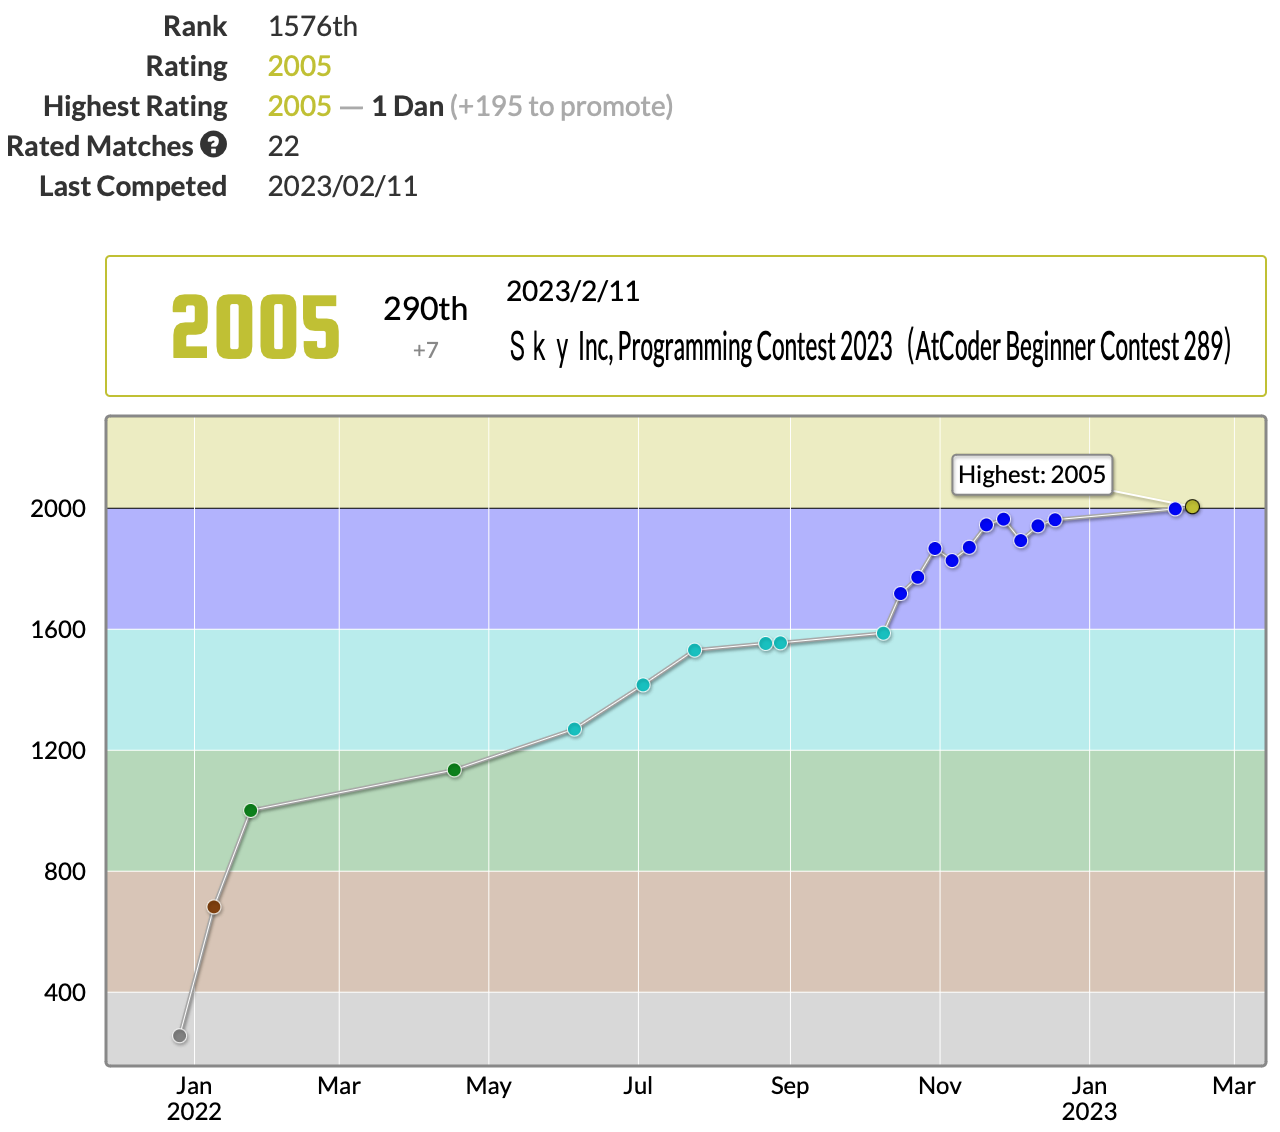 Rank 1576th
Rating 2005
Highest Rating 2005 — 1 Dan (+195 to promote)
Rated Matches ? 22
Last Competed 2023/02/11
2005
290th
+7
2023/2/11
Ｓｋｙ Inc, Programming Contest 2023（AtCoder Beginner Contest 289)
Highest: 2005
2000
1600
1200
800
400
Jan Mar May Jul Sep Nov Jan Mar
2022 2023